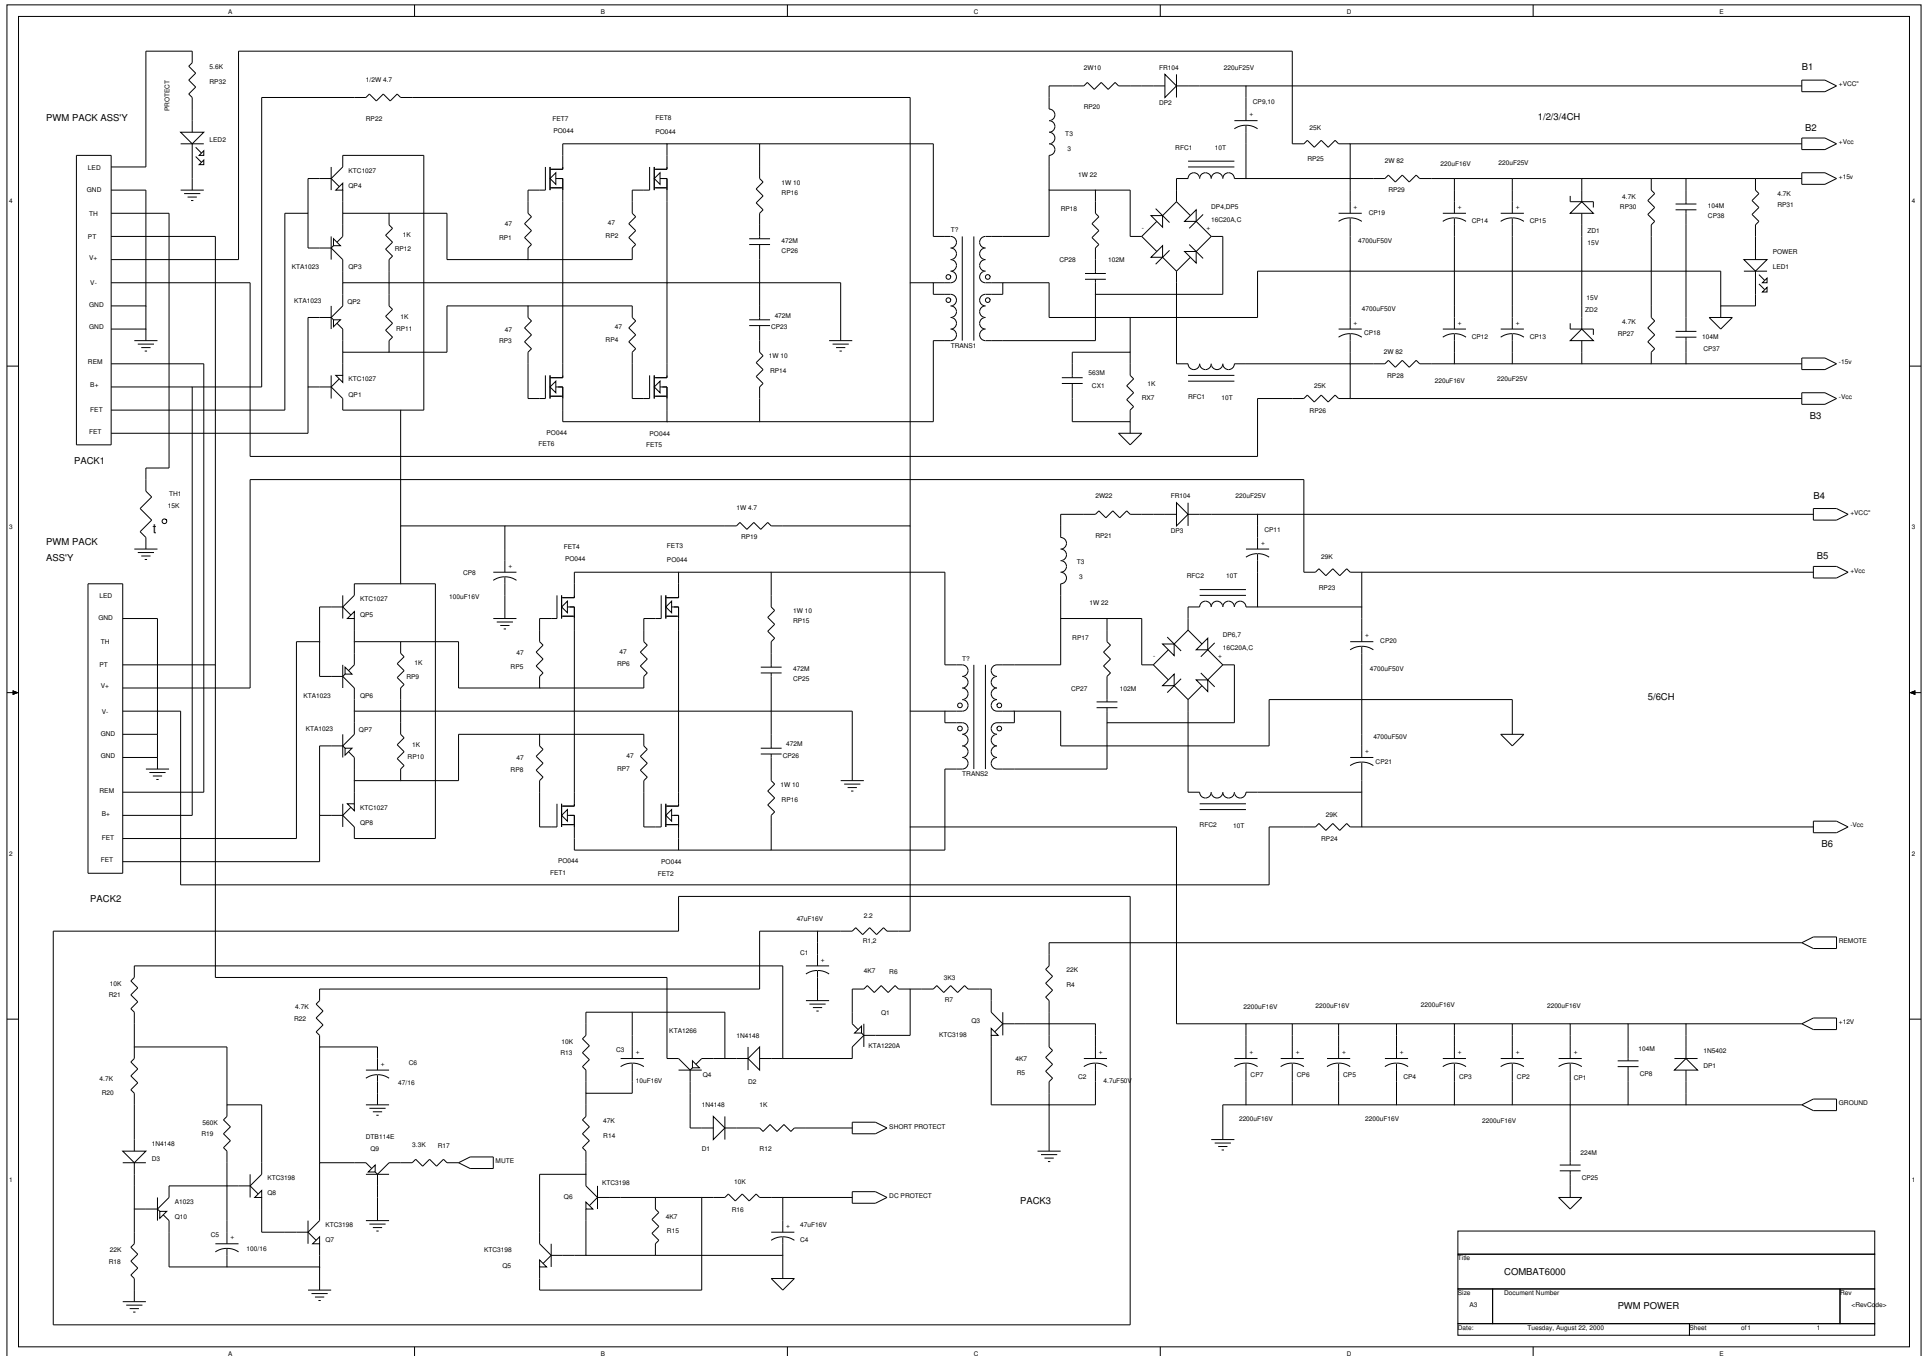 A
B
C
D
E
PROTECT
5.6K
RP32
LED2
1/2W 4.7
RP22
2W10
RP20
FR104
DP2
220uF25V
CP9,10
B1
+VCC"
PWM PACK ASS'Y
FET7
PO044
FET8
PO044
T3
3
25K
RP25
1/2/3/4CH
B2
+Vcc
RFC1
10T
LED
GND
TH
PT
V+
V-
GND
GND
REM
B+
FET
FET
PACK1
KTC1027
QP4
1K
RP12
KTA1023
QP3
KTA1023
QP2
1K
RP11
KTC1027
QP1
47
RP1
47
RP2
47
RP3
47
RP4
1W 10
RP16
472M
CP26
472M
CP23
1W 10
RP14
PO044
FET6
PO044
FET5
T?
TRANS1
1W 22
RP18
CP28
102M
DP4,DP5
16C20A,C
-
+
563M
CX1
1K
RX7
RFC1
10T
CP19
4700uF50V
4700uF50V
CP18
2W 82
RP29
220uF16V
220uF25V
CP14
CP15
CP12
CP13
ZD1
15V
15V
ZD2
4.7K
RP30
4.7K
RP27
104M
CP38
104M
CP37
4.7K
RP31
POWER
LED1
+15v
-15v
2W 82
RP28
220uF16V
220uF25V
25K
RP26
-Vcc
B3
TH1
15K
t
PWM PACK
ASS'Y
1W 4.7
RP19
CP8
100uF16V
FET4
PO044
FET3
PO044
2W22
RP21
FR104
DP3
220uF25V
CP11
B4
+VCC"
T3
3
29K
RP23
B5
+Vcc
RFC2
10T
LED
GND
TH
PT
V+
V-
GND
GND
REM
B+
FET
FET
PACK2
KTC1027
QP5
1K
RP9
KTA1023
QP6
KTA1023
QP7
1K
RP10
KTC1027
QP8
47
RP5
47
RP6
47
RP8
47
RP7
1W 10
RP15
472M
CP25
472M
CP26
1W 10
RP16
PO044
FET1
PO044
FET2
T?
TRANS2
1W 22
RP17
CP27
102M
DP6,7
16C20A,C
-
+
CP20
4700uF50V
4700uF50V
CP21
5/6CH
RFC2
10T
29K
RP24
-Vcc
B6
47uF16V
C1
2.2
R1,2
REMOTE
10K
R21
4.7K
R22
4K7
R6
3K3
R7
22K
R4
Q1
KTA1220A
Q3
KTC3198
KTA1266
1N4148
Q4
D2
10K
R13
C3
10uF16V
C6
47/16
4K7
R5
C2
4.7uF50V
4.7K
R20
560K
R19
1N4148
D3
DTB114E
Q9
3.3K
R17
MUTE
47K
R14
1N4148
D1
1K
R12
SHORT PROTECT
A1023
Q10
KTC3198
Q8
KTC3198
Q7
C5
100/16
22K
R18
KTC3198
Q6
KTC3198
Q5
4K7
R15
10K
R16
DC PROTECT
47uF16V
C4
PACK3
2200uF16V
2200uF16V
2200uF16V
2200uF16V
+12V
CP7
CP6
CP5
CP4
CP3
CP2
CP1
104M
CP8
1N5402
DP1
GROUND
2200uF16V
2200uF16V
2200uF16V
224M
CP25
Title
COMBAT6000
Size
A3
Document Number
PWM POWER
Rev
<RevCode>
Date:
Tuesday, August 22, 2000
Sheet
of 1
1
A
B
C
D
E
4
3
2
1
4
3
2
1